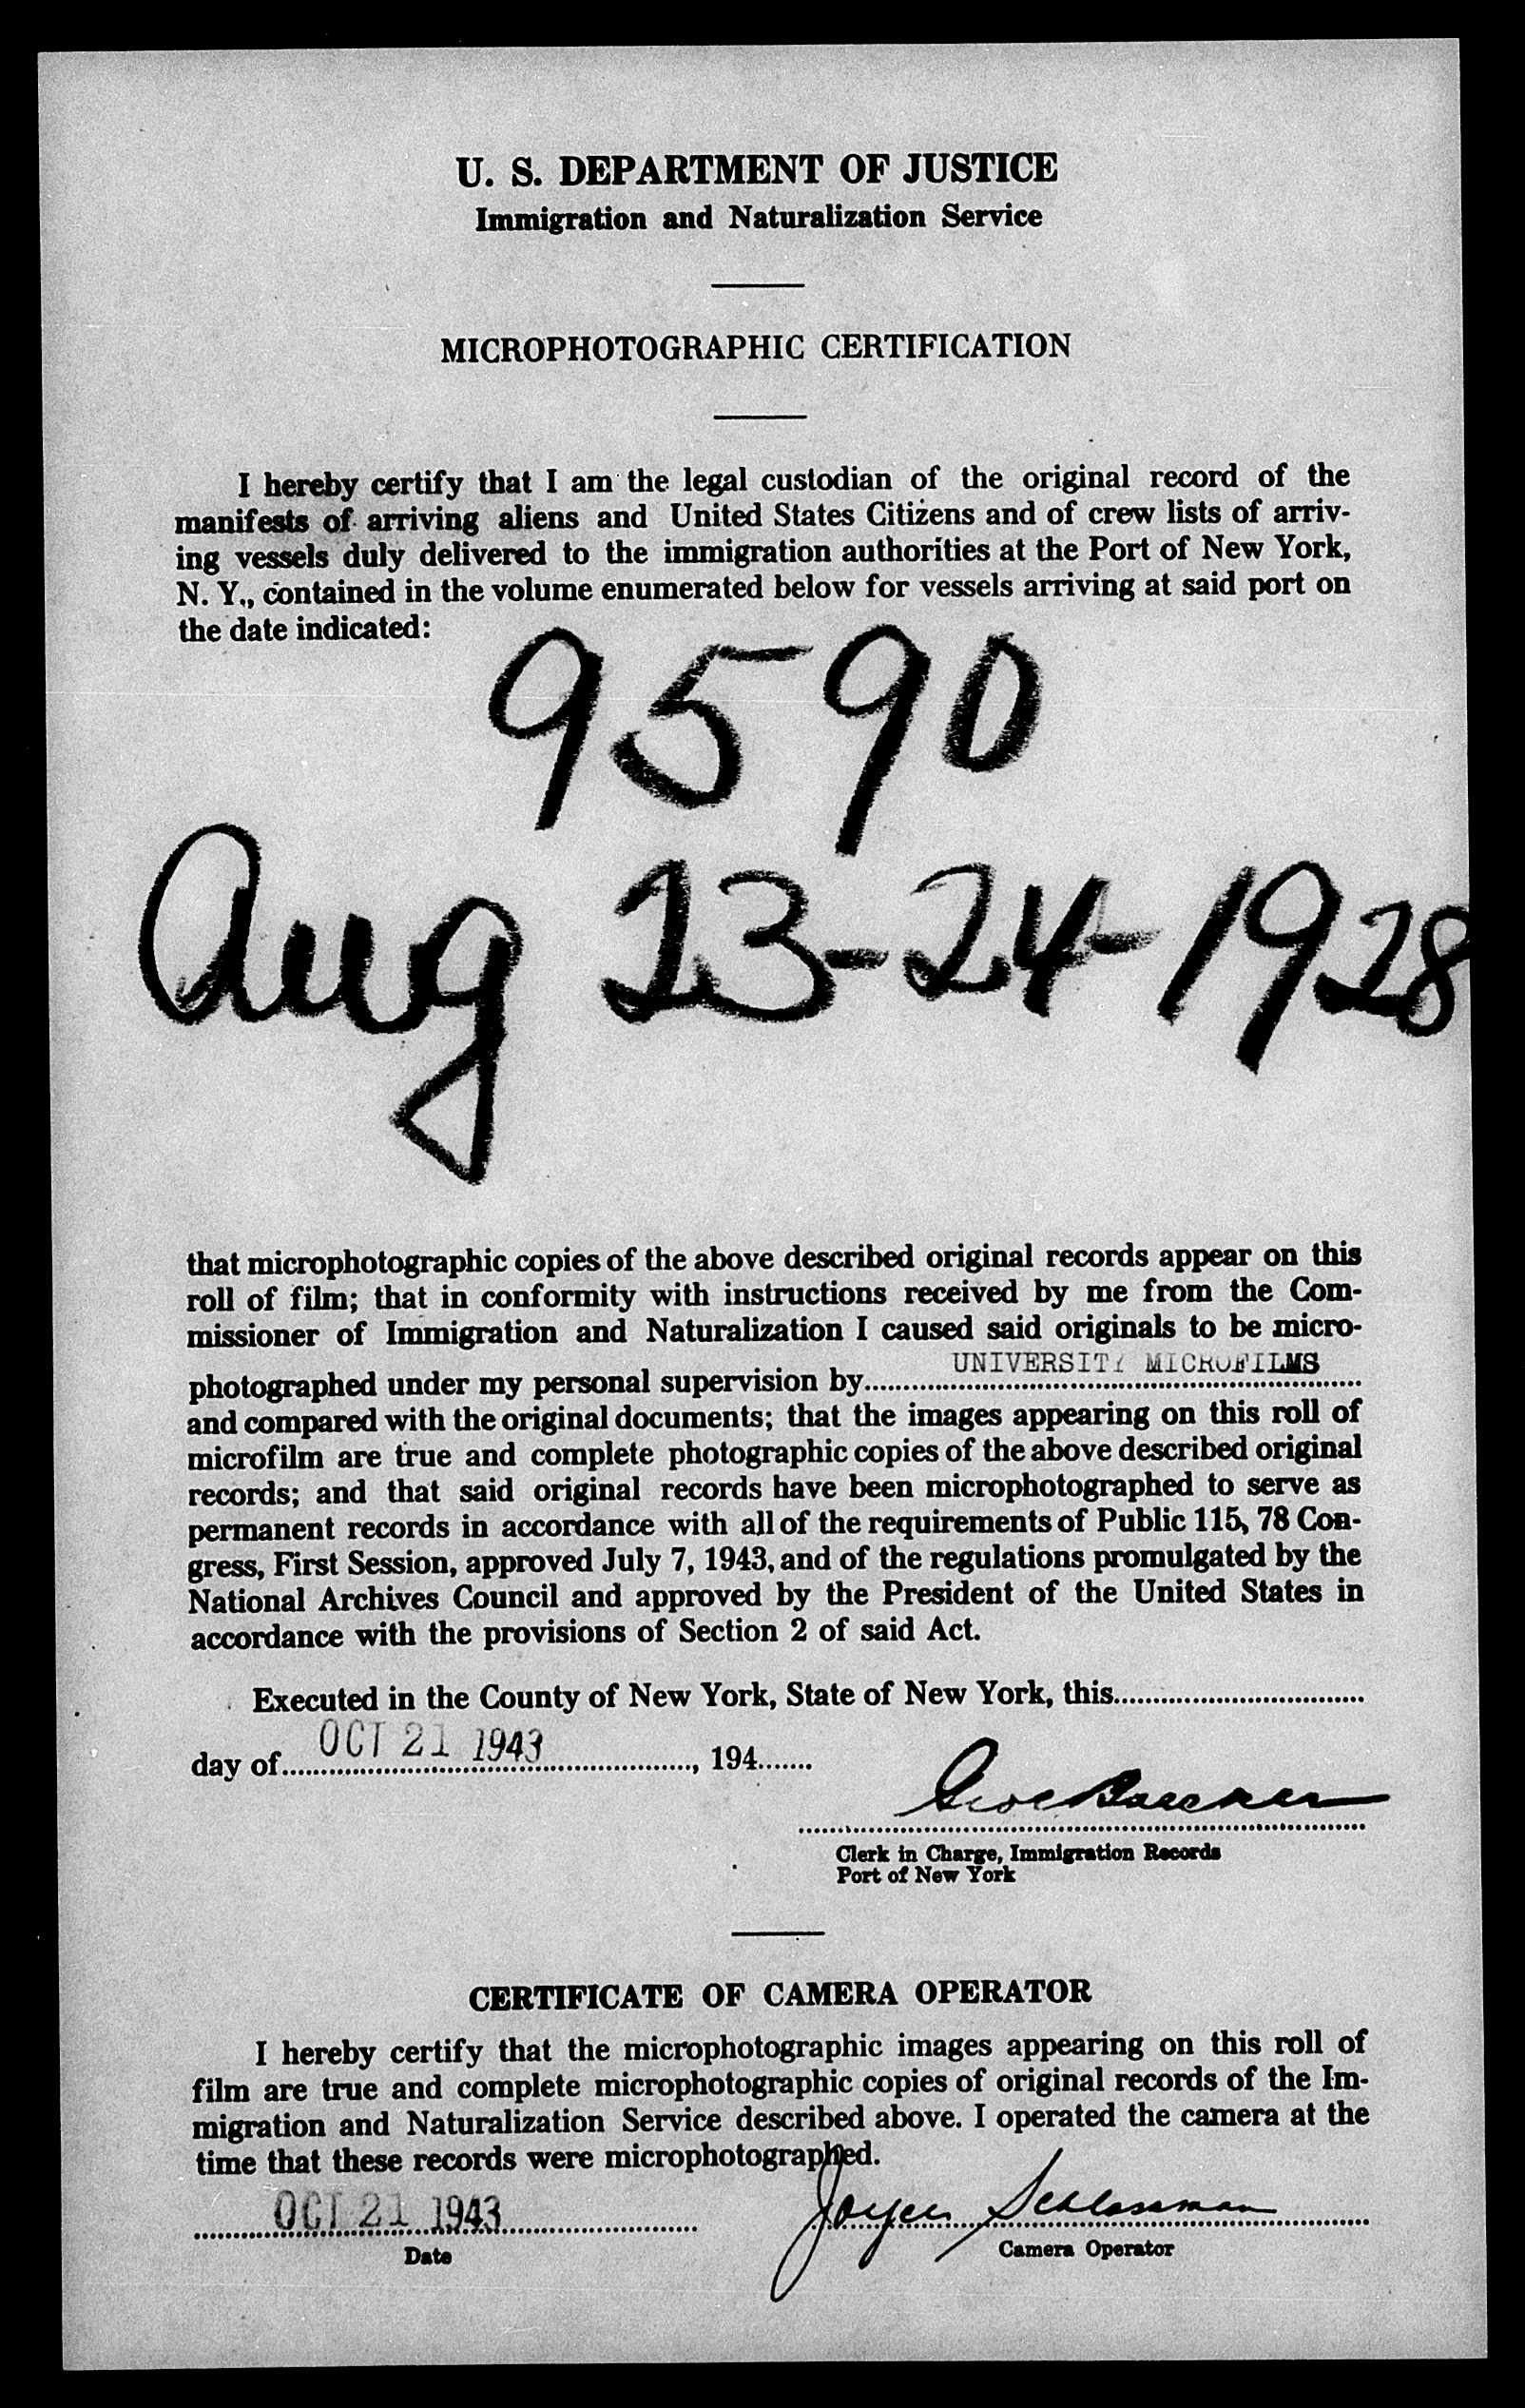 U. S. DEPARTMENT OF JUSTICE
Immigration and Naturalization Service
MICROPHOTOGRAPHIC CERTIFICATION
I hereby certify that I am the legal custodian of the original record of the
manifests of arriving aliens and United States Citizens and of crew lists of arriv-
ing vessels duly delivered to the immigration authorities at the Port of New York,
N. Y., contained in the volume enumerated below for vessels arriving at said port on
the date indicated:
9590
Aug 23-24-1928
that microphotographic copies of the above described original records appear on this
roll of film; that in conformity with instructions received by me from the Com-
missioner of Immigration and Naturalization I caused said originals to be micro-
photographed under my personal supervision by UNIVERSITY MICROFILMS
and compared with the original documents; that the images appearing on this roll of
microfilm are true and complete photographic copies of the above described original
records; and that said original records have been microphotographed to serve as
permanent records in accordance with all of the requirements of Public 115, 78 Con-
gress, First Session, approved July 7, 1943, and of the regulations promulgated by the
National Archives Council and approved by the President of the United States in
accordance with the provisions of Section 2 of said Act.
Executed in the County of New York, State of New York, this
day of OCT 21 1943, 194
Clerk in Charge, Immigration Records
Port of New York
CERTIFICATE OF CAMERA OPERATOR
I hereby certify that the microphotographic images appearing on this roll of
film are true and complete microphotographic copies of original records of the Im-
migration and Naturalization Service described above. I operated the camera at the
time that these records were microphotographed.
OCT 21 1943 Schlossman
Date Camera Operator